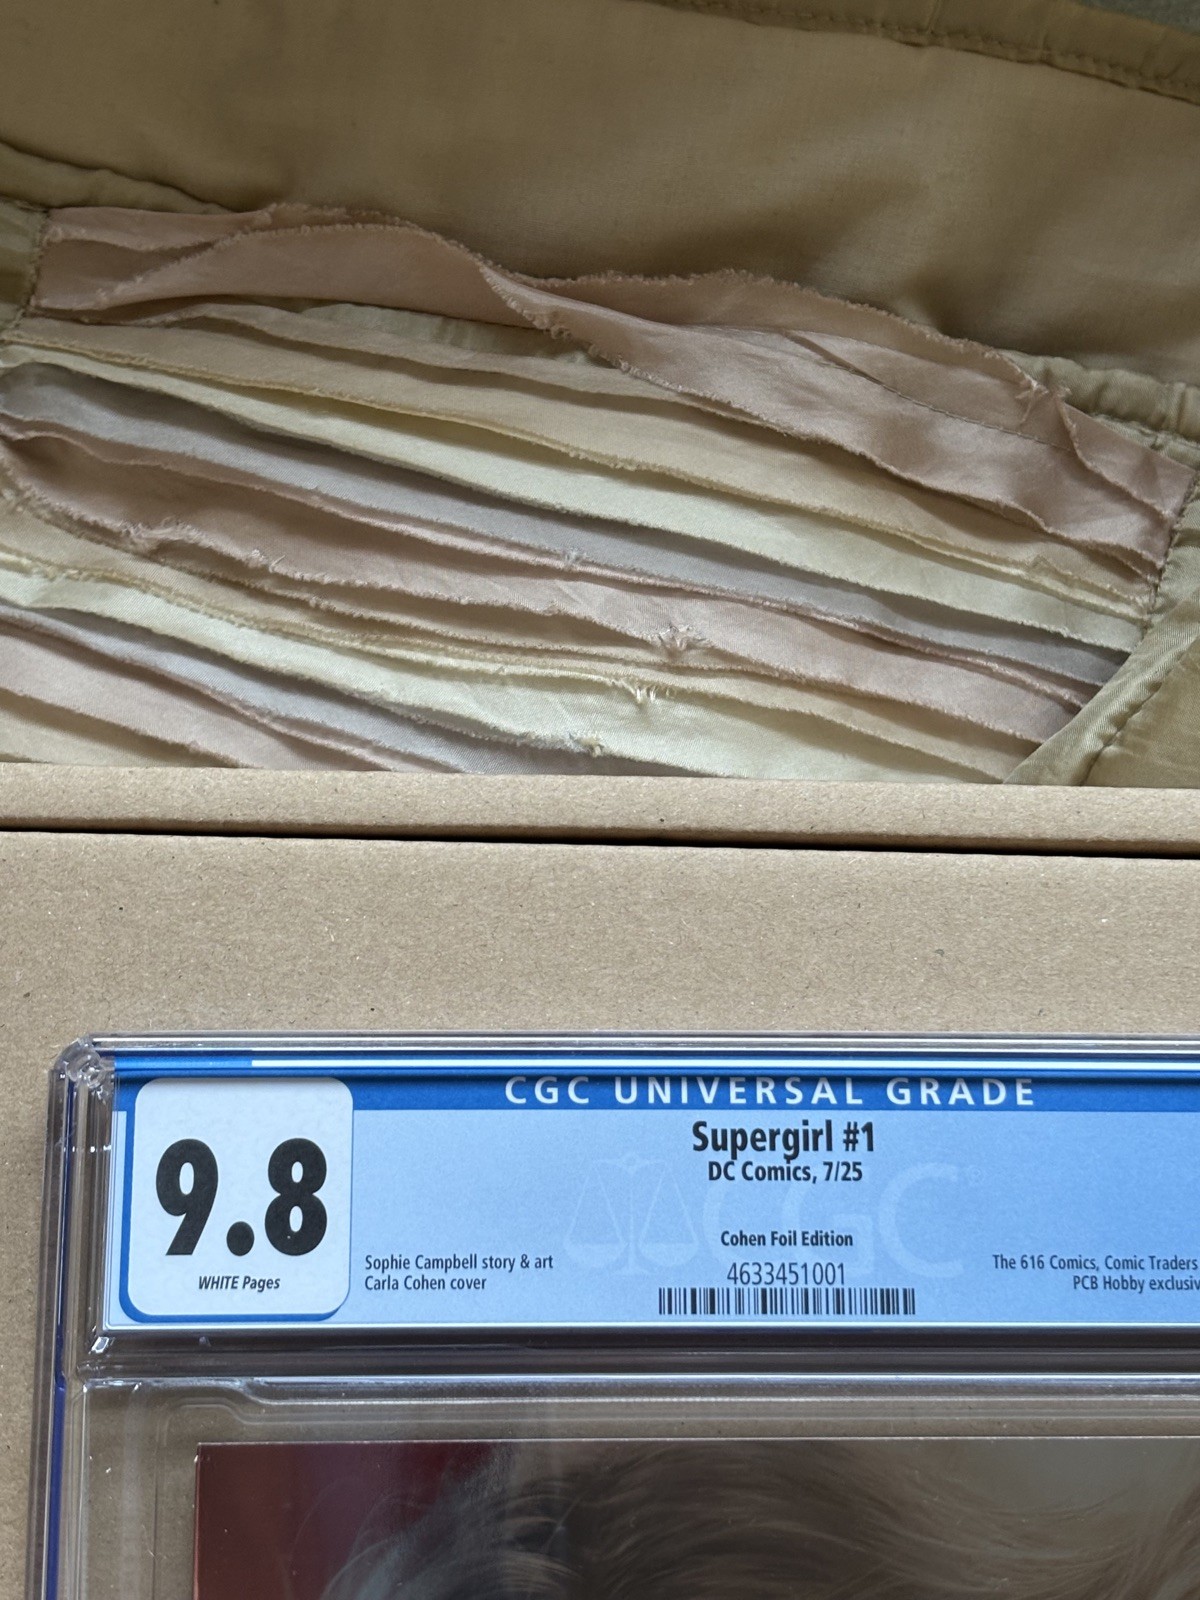 CGC UNIVERSAL GRADE
9.8
WHITE Pages
Supergirl #1
DC Comics, 7/25
CGC®
Cohen Foil Edition
Sophie Campbell story & art
Carla Cohen cover
4633451001
The 616 Comics, Comic Traders
PCB Hobby exclusiv